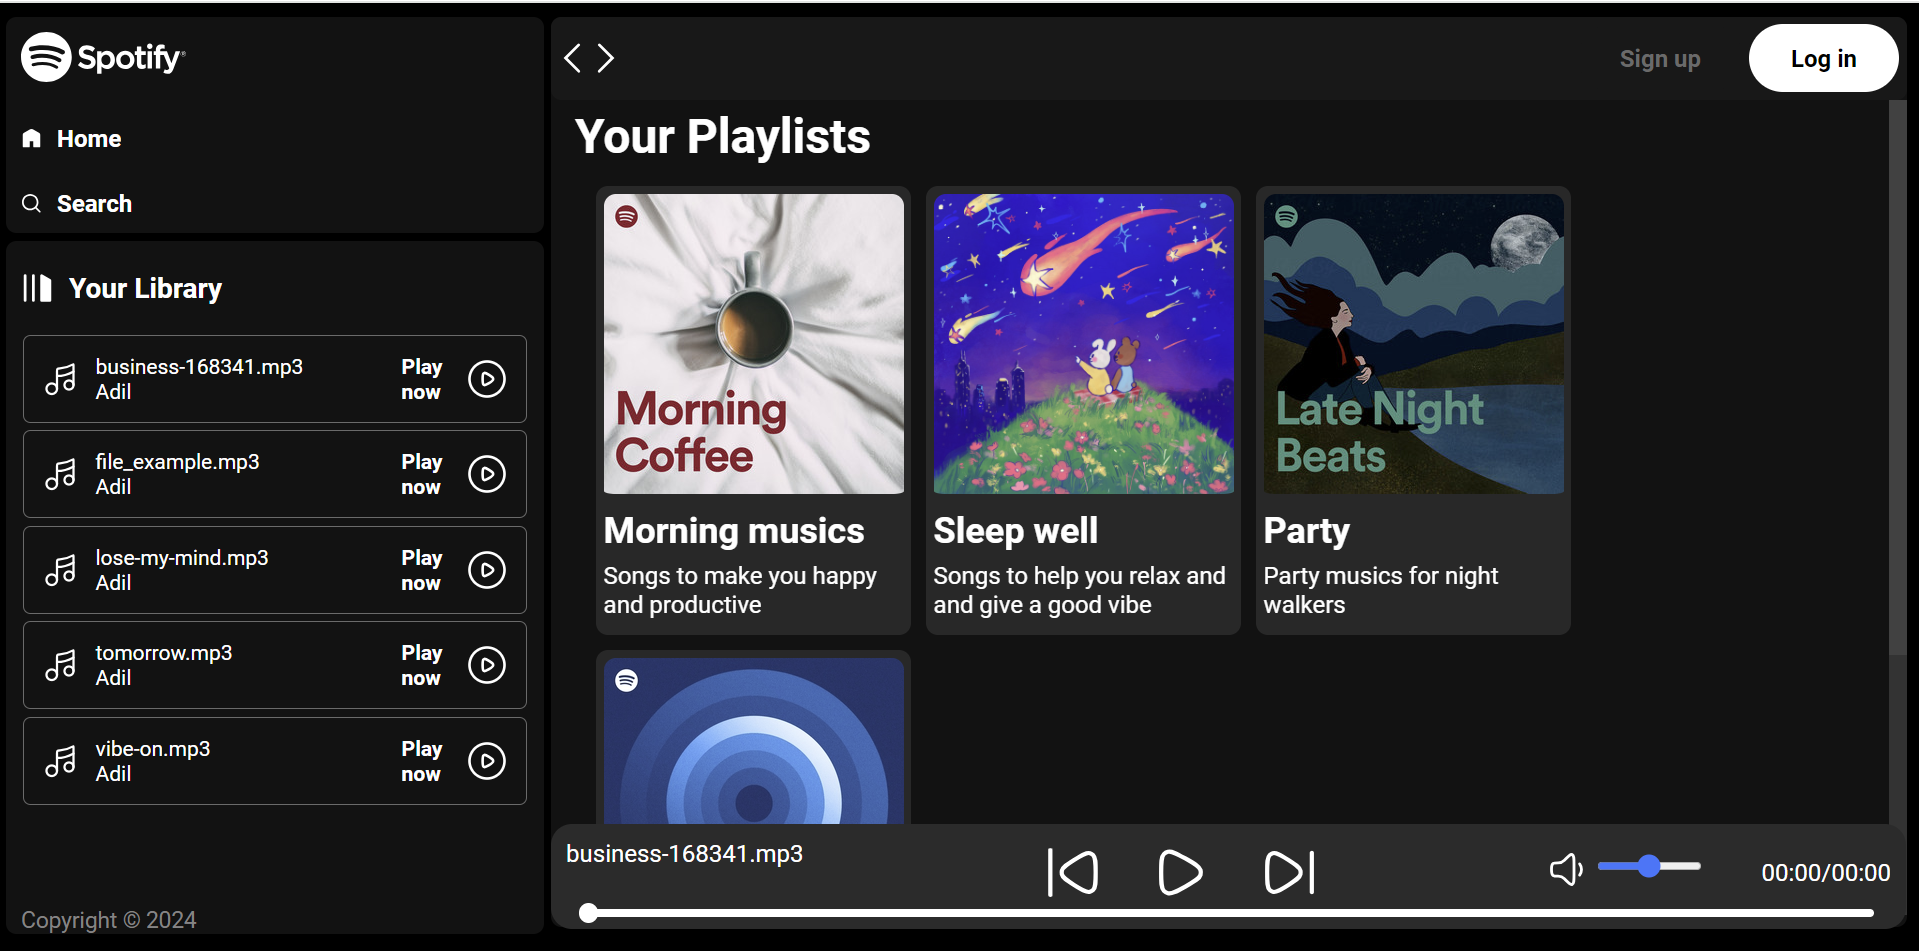 Spotify®
Home
Search
Your Library
business-168341.mp3
Adil
Play
now
file_example.mp3
Adil
Play
now
lose-my-mind.mp3
Adil
Play
now
tomorrow.mp3
Adil
Play
now
vibe-on.mp3
Adil
Play
now
Copyright © 2024
Sign up
Log in
Your Playlists
Morning
Coffee
Morning musics
Songs to make you happy
and productive
Sleep well
Songs to help you relax and
and give a good vibe
Late Night
Beats
Party
Party musics for night
walkers
business-168341.mp3
00:00/00:00